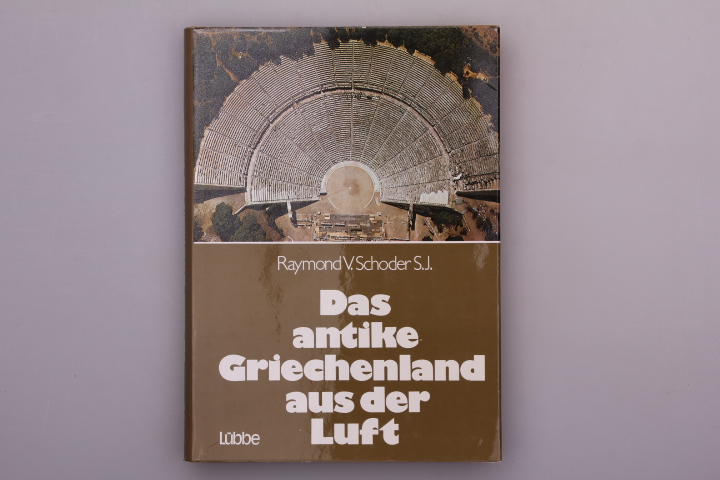 Raymond V. Schoder S.J.
Das
antike
Griechenland
aus der
Luft
Lübbe